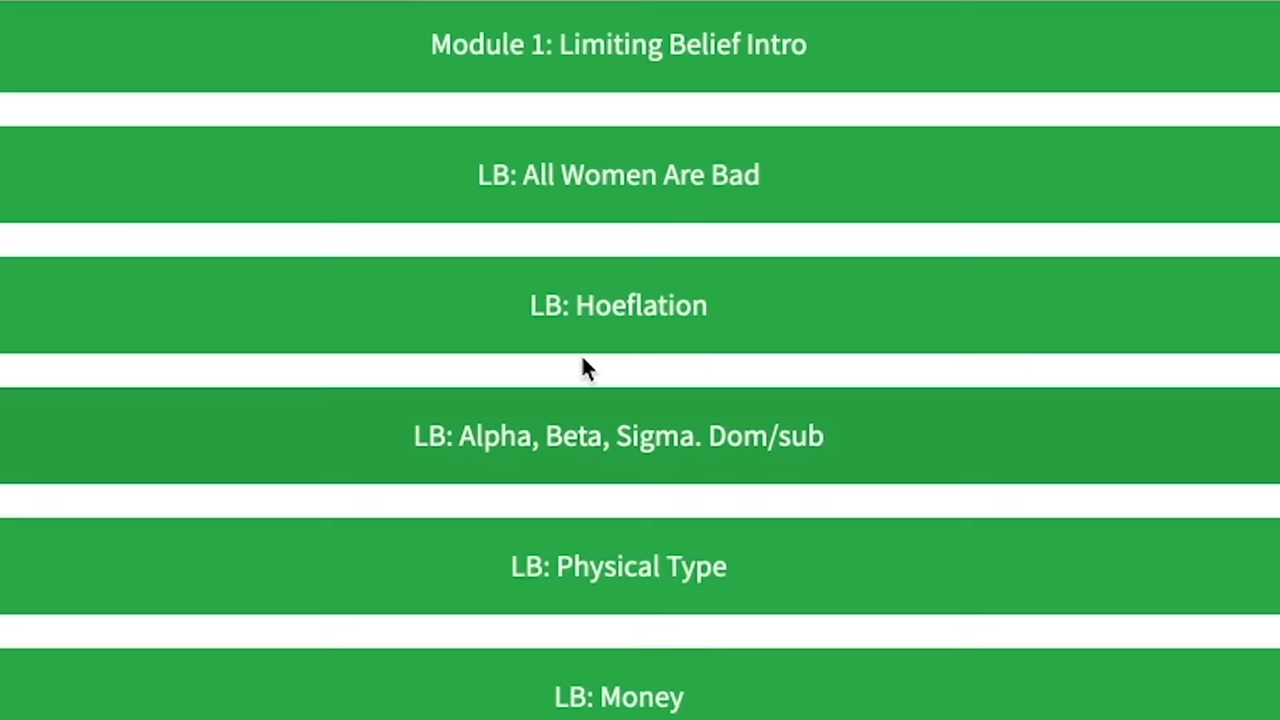 Module 1: Limiting Belief Intro
LB: All Women Are Bad
LB: Hoeflation
LB: Alpha, Beta, Sigma. Dom/sub
LB: Physical Type
LB: Money